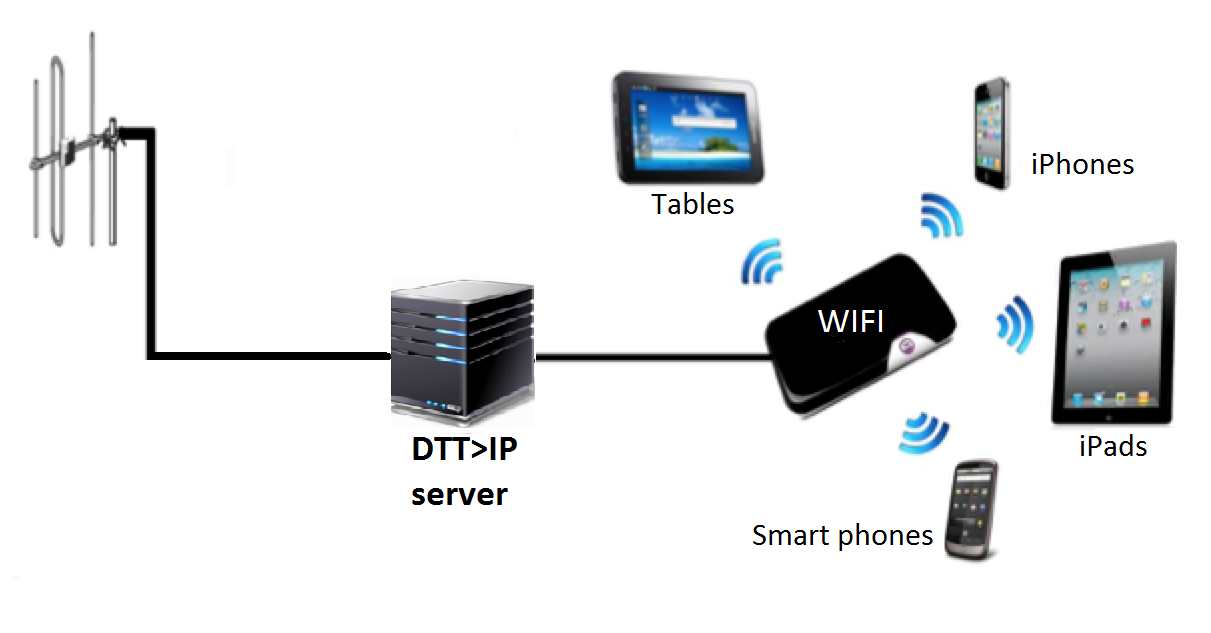 iPhones
Tables
WIFI
DTT>IP
server
iPads
Smart phones